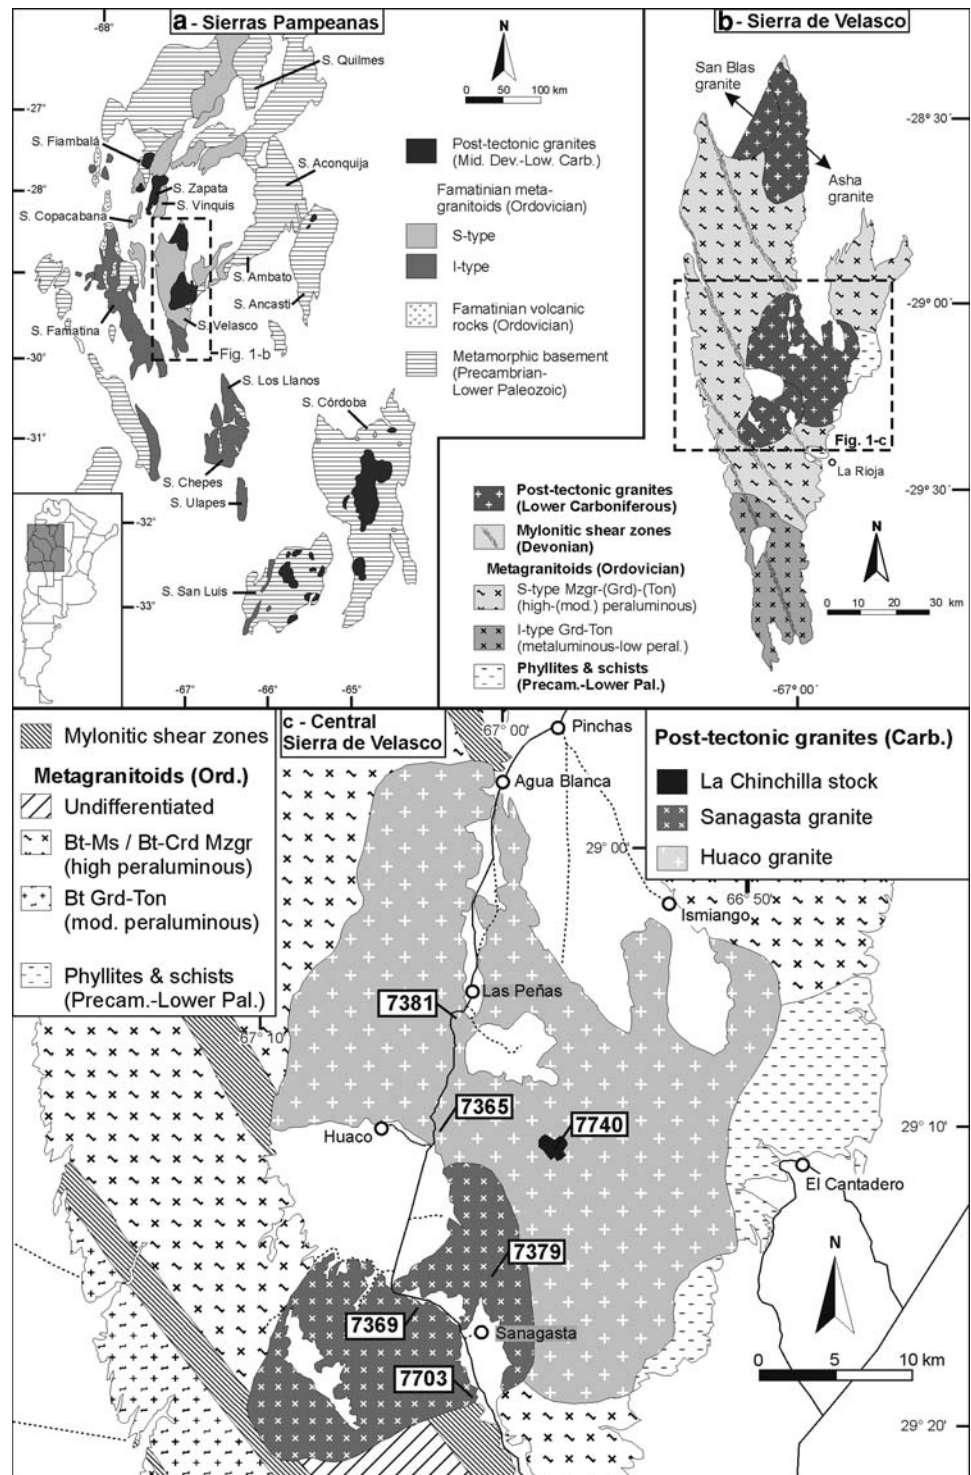 a - Sierras Pampeanas
-68
N
0 50 100 km
S. Quilmes
-27
S. Fiambalá
S. Aconquija
-28
S. Zapata
S. Vinquis
S. Copacabana
S. Ambato
S. Ancasti
S. Famatina
S. Velasco
-30
Fig. 1-b
S. Los Llanos
S. Córdoba
-31
S. Chepes
S. Ulapes
-32
S. San Luis
-33
-67
-66
-65
Post-tectonic granites
(Mid. Dev.-Low. Carb.)
Famatinian meta-
granitoids (Ordovician)
S-type
I-type
Famatinian volcanic
rocks (Ordovician)
Metamorphic basement
(Precambrian-
Lower Paleozoic)
b - Sierra de Velasco
San Blas
granite
-28° 30'
Asha
granite
-29° 00'
Fig. 1-c
La Rioja
-29° 30'
N
0 10 20 30 km
-67° 00'
Post-tectonic granites
(Lower Carboniferous)
Mylonitic shear zones
(Devonian)
Metagranitoids (Ordovician)
S-type Mzgr-(Grd)-(Ton)
(high-(mod.) peraluminous)
I-type Grd-Ton
(metaluminous-low peral.)
Phyllites & schists
(Precam.-Lower Pal.)
c - Central
Sierra de Velasco
Mylonitic shear zones
Metagranitoids (Ord.)
Undifferentiated
Bt-Ms / Bt-Crd Mzgr
(high peraluminous)
Bt Grd-Ton
(mod. peraluminous)
Phyllites & schists
(Precam.-Lower Pal.)
Post-tectonic granites (Carb.)
La Chinchilla stock
Sanagasta granite
Huaco granite
67° 00'
Pinchas
Agua Blanca
29° 00'
66° 50'
Ismiango
Las Peñas
7381
67° 10'
7365
7740
Huaco
29° 10'
El Cantadero
7379
N
7369
Sanagasta
7703
0 5 10 km
29° 20'